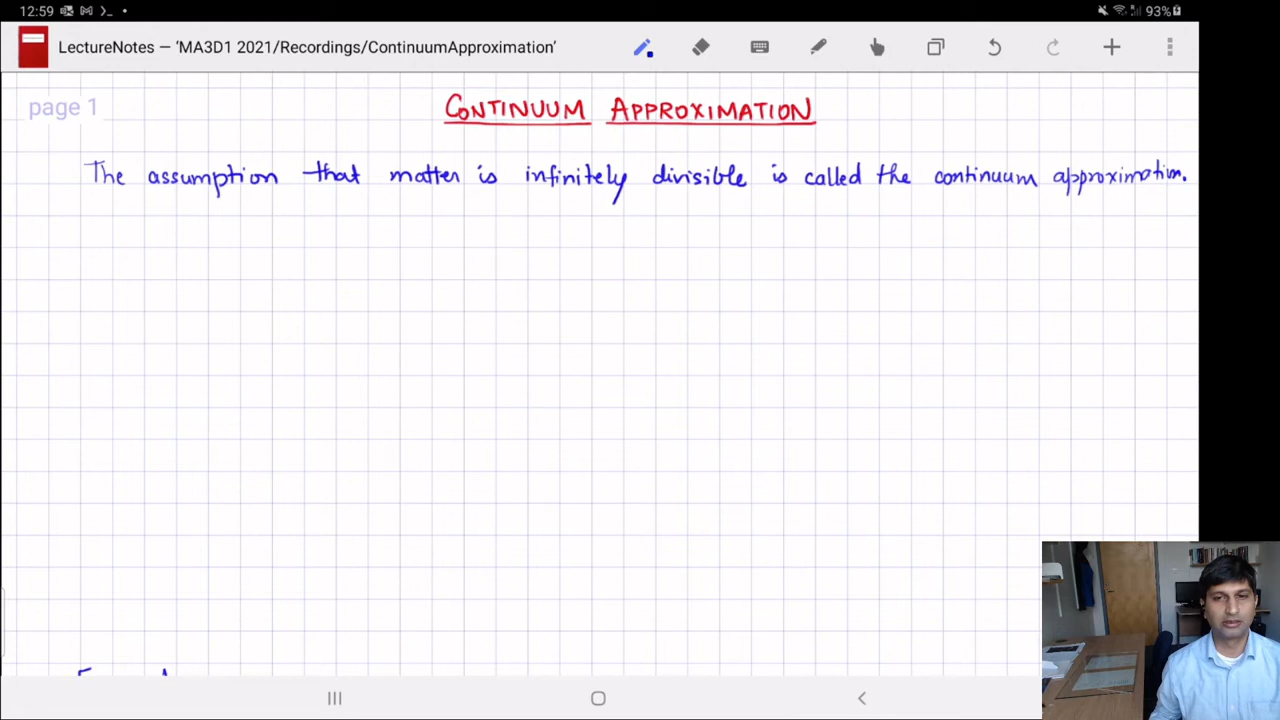 12:59
93%
LectureNotes — ‘MA3D1 2021/Recordings/ContinuumApproximation’
page 1
CONTINUUM APPROXIMATION
The assumption that matter is infinitely divisible is called the continuum approximation.